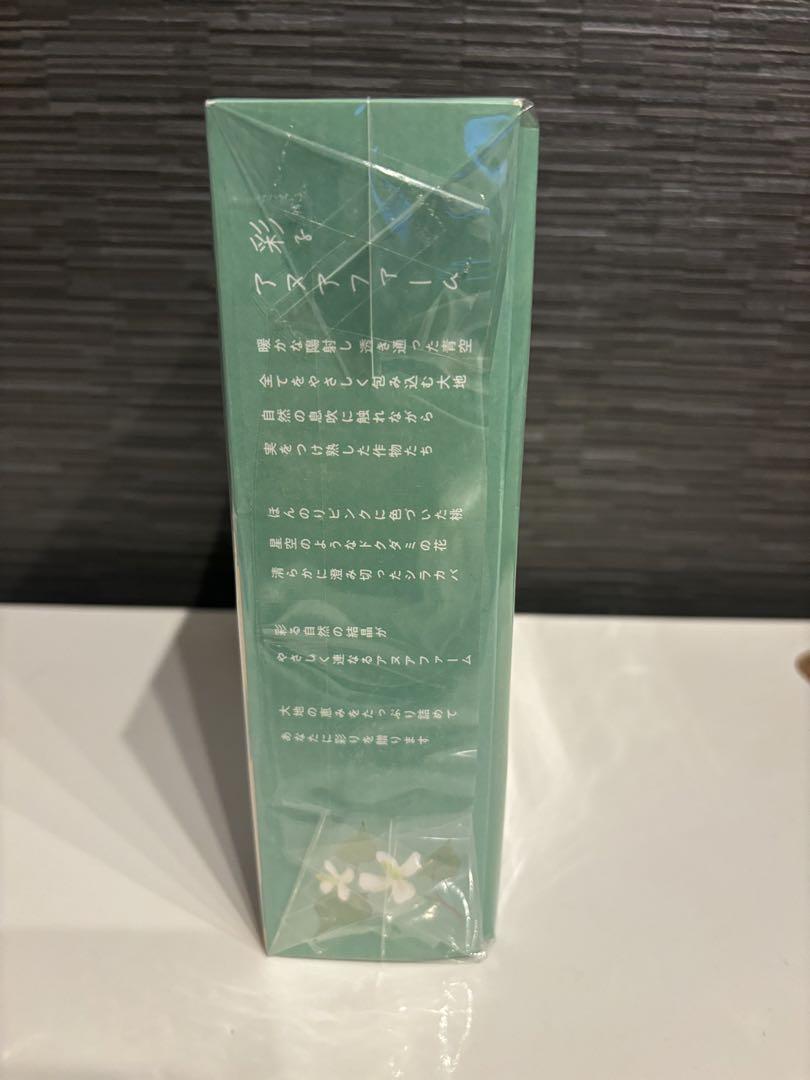 彩る
アヌアファーム
暖かな陽射し 透き通った青空
全てをやさしく包み込む大地
自然の息吹に触れながら
実をつけ熟した作物たち
ほんのりピンクに色づいた桃
星空のようなドクダミの花
清らかに澄み切ったシラカバ
彩る自然の結晶が
やさしく連なるアヌアファーム
大地の恵みをたっぷり詰めて
あなたに彩りを贈ります